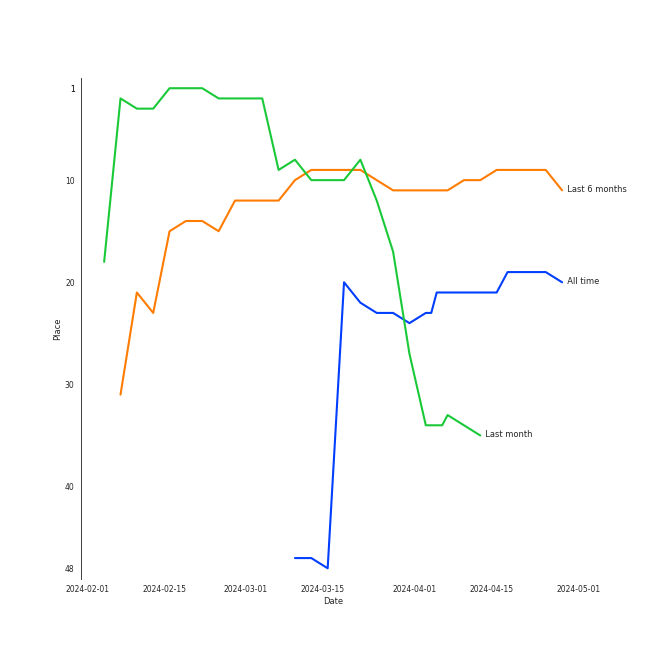 1
10
20
30
40
48
Place
2024-02-01
2024-02-15
2024-03-01
2024-03-15
2024-04-01
2024-04-15
2024-05-01
Date
Last 6 months
All time
Last month